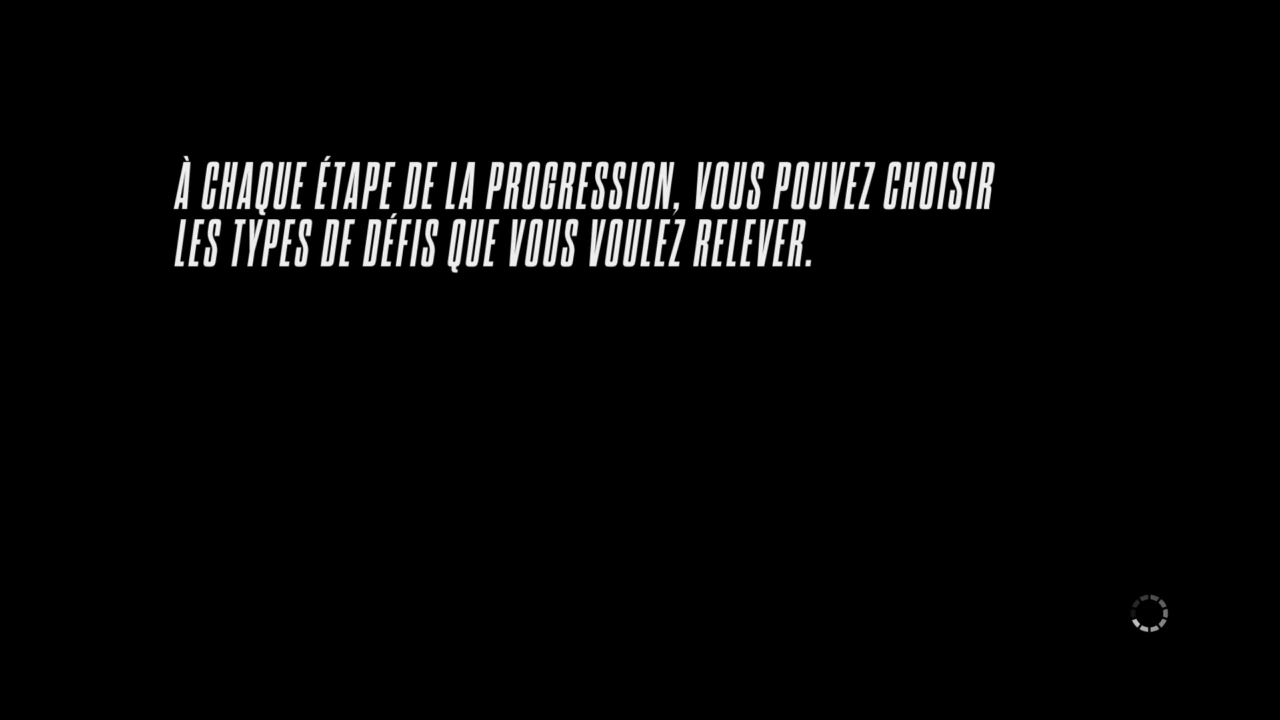 À CHAQUE ÉTAPE DE LA PROGRESSION, VOUS POUVEZ CHOISIR
LES TYPES DE DÉFIS QUE VOUS VOULEZ RELEVER.